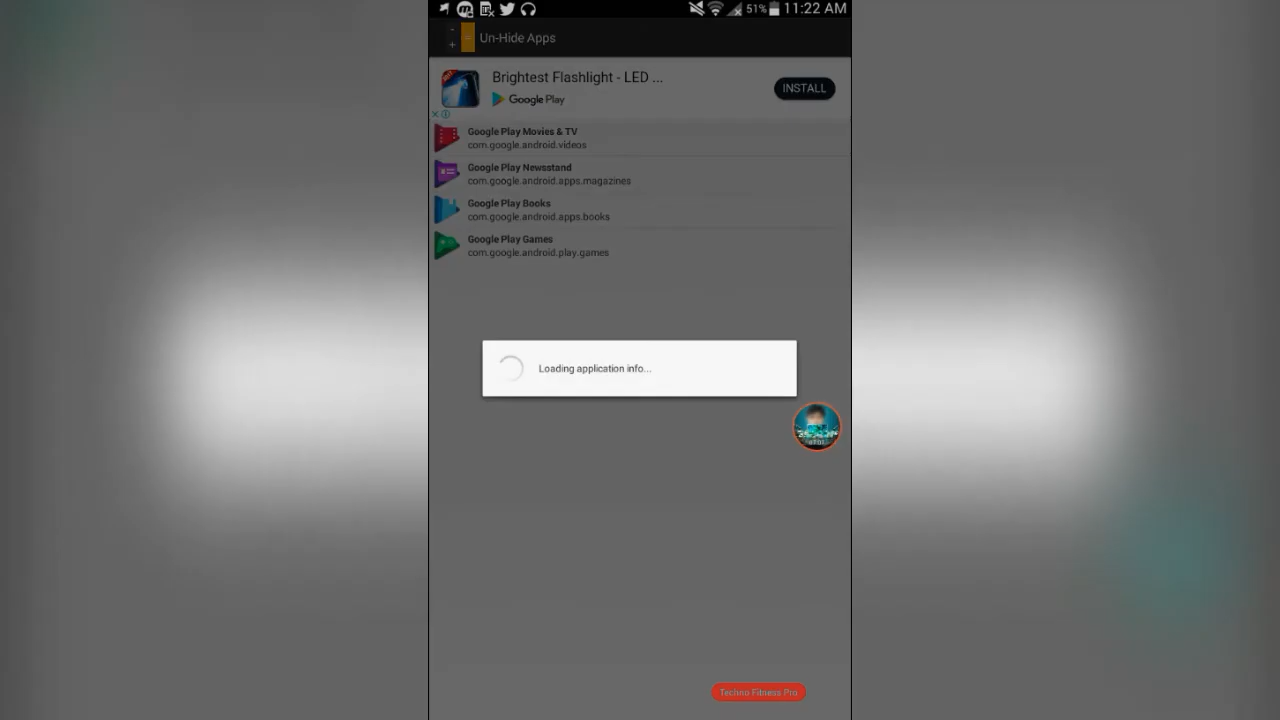 51% 11:22 AM
Un-Hide Apps
Brightest Flashlight - LED ...
Google Play
INSTALL
Google Play Movies & TV
com.google.android.videos
Google Play Newsstand
com.google.android.apps.magazines
Google Play Books
com.google.android.apps.books
Google Play Games
com.google.android.play.games
Loading application info...
Techno Fitness Pro